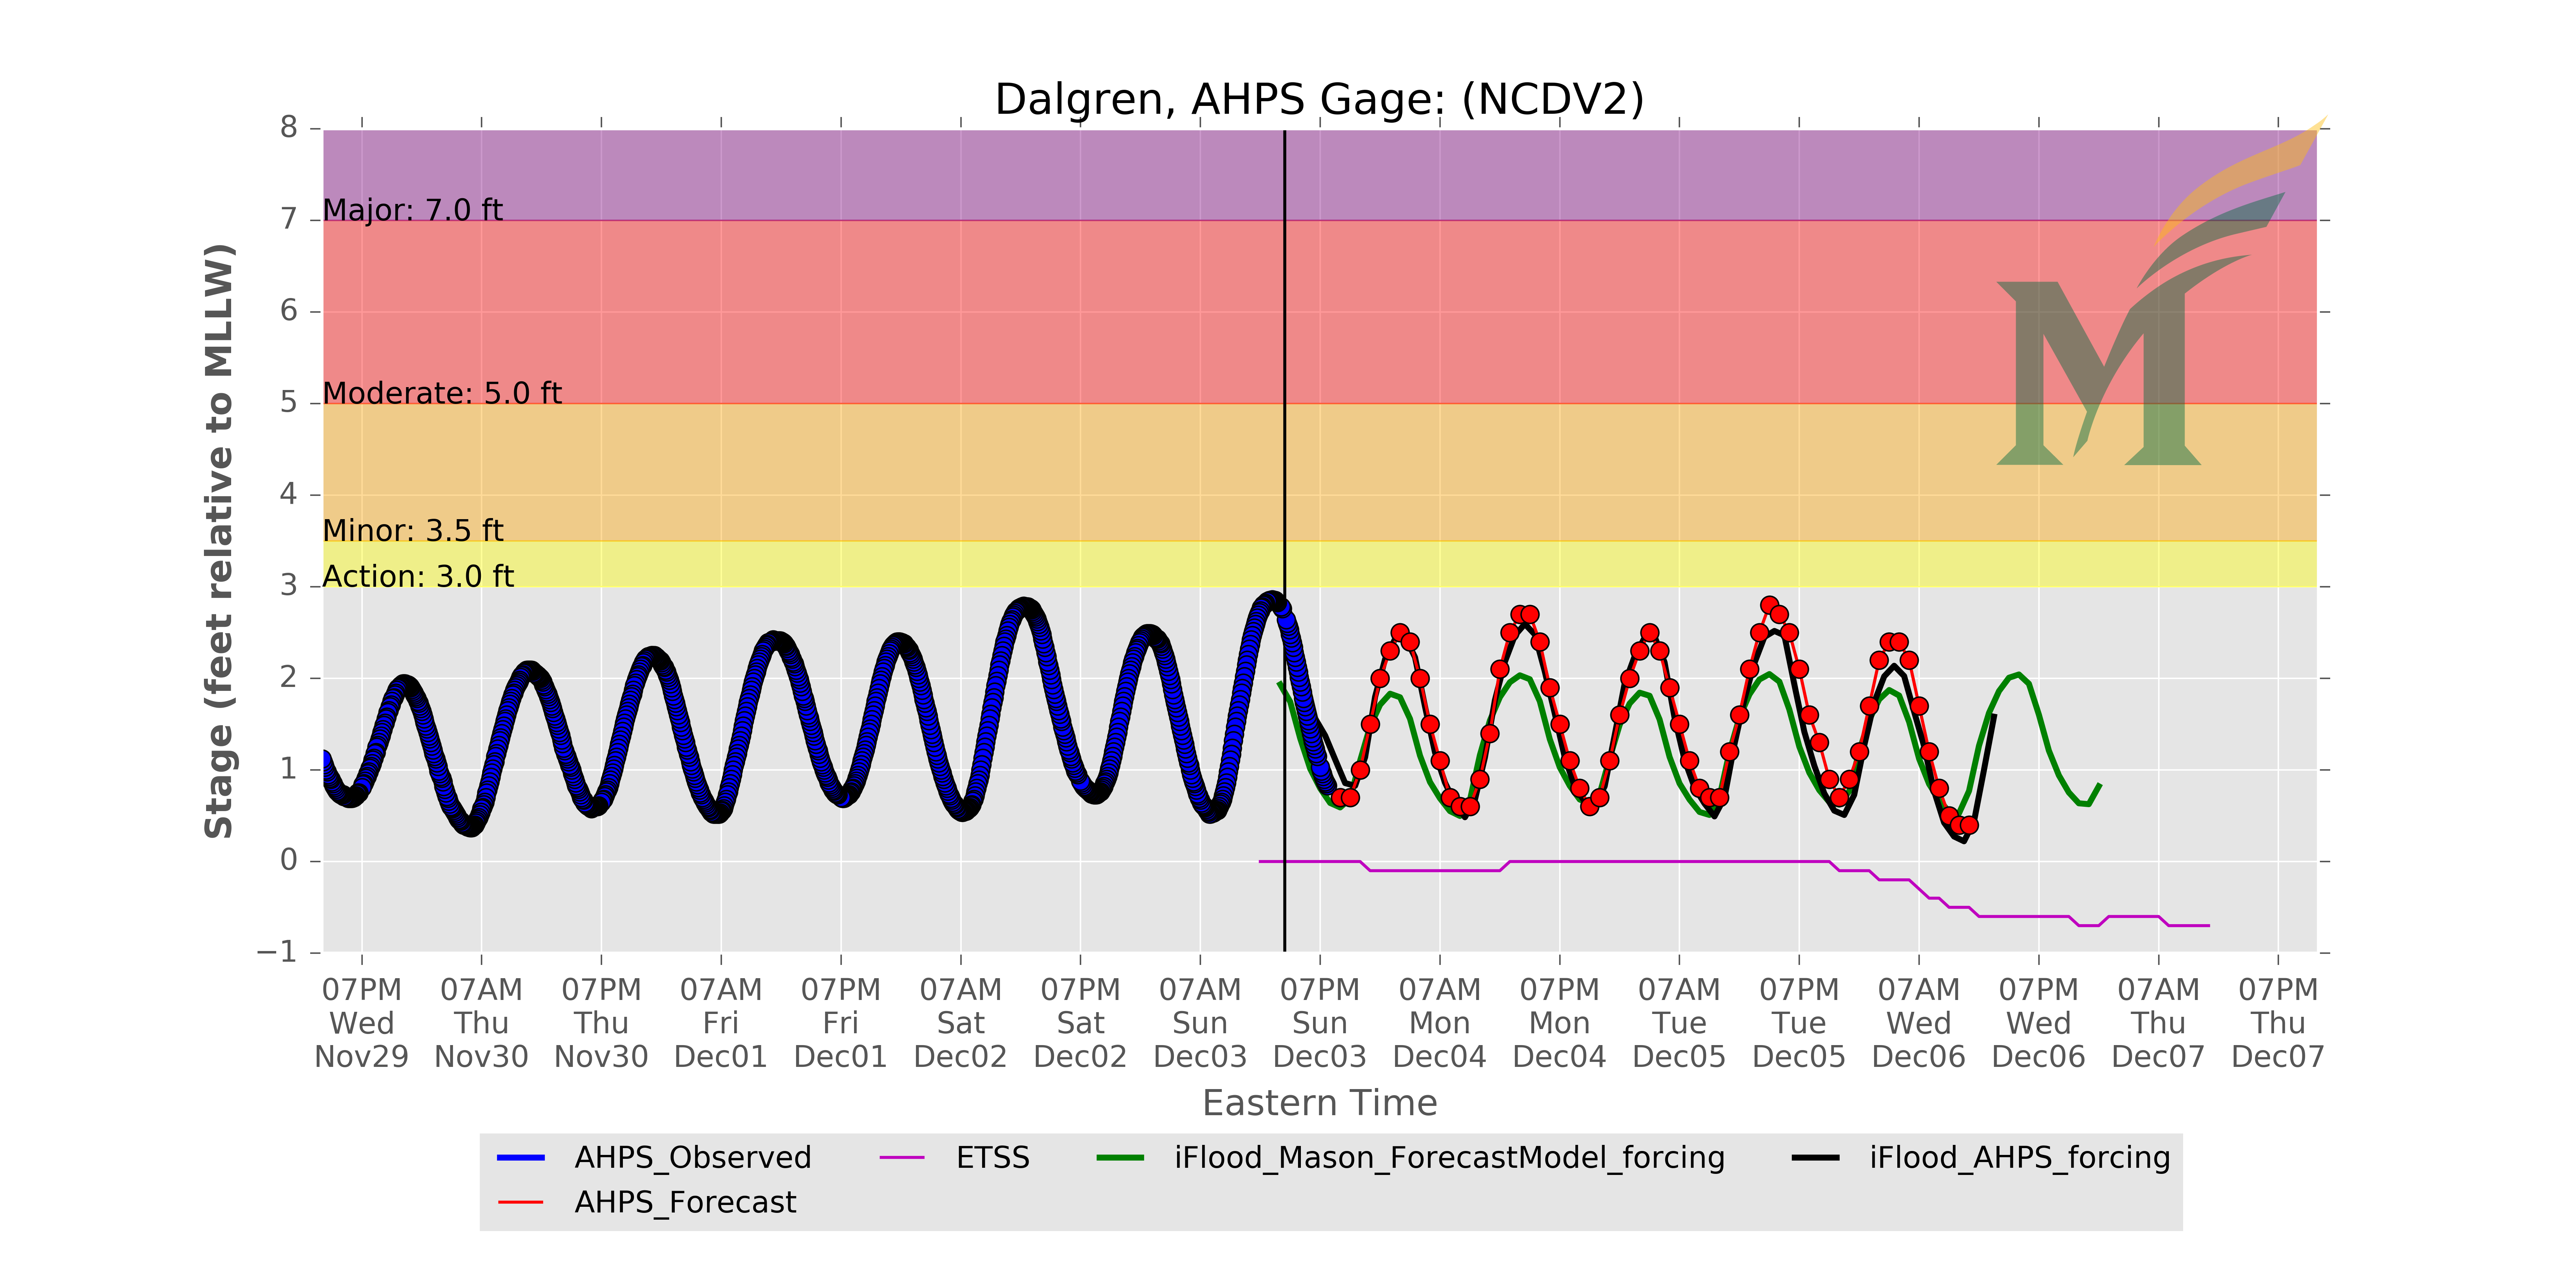 Dalgren, AHPS Gage: (NCDV2)
8
7
6
5
4
3
2
1
0
−1
Stage (feet relative to MLLW)
Major: 7.0 ft
Moderate: 5.0 ft
Minor: 3.5 ft
Action: 3.0 ft
M
07PM 07AM 07PM 07AM 07PM 07AM 07PM 07AM 07PM 07AM 07PM 07AM 07PM 07AM 07PM 07AM 07PM
Wed Thu Thu Fri Fri Sat Sat Sun Sun Mon Mon Tue Tue Wed Wed Thu Thu
Nov29 Nov30 Nov30 Dec01 Dec01 Dec02 Dec02 Dec03 Dec03 Dec04 Dec04 Dec05 Dec05 Dec06 Dec06 Dec07 Dec07
Eastern Time
AHPS_Observed ETSS iFlood_Mason_ForecastModel_forcing iFlood_AHPS_forcing
AHPS_Forecast